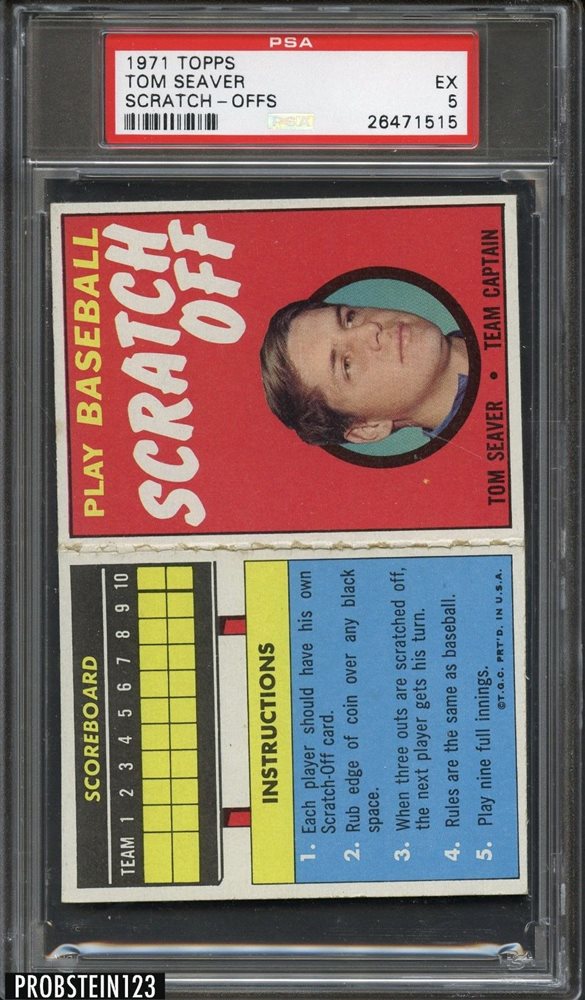 PSA
1971 TOPPS
TOM SEAVER EX
SCRATCH-OFFS 5
PSA 26471515
PLAY BASEBALL
SCRATCH
OFF
TOM SEAVER • TEAM CAPTAIN
SCOREBOARD
TEAM 1 2 3 4 5 6 7 8 9 10
INSTRUCTIONS
1. Each player should have his own
Scratch-Off card.
2. Rub edge of coin over any black
space.
3. When three outs are scratched off,
the next player gets his turn.
4. Rules are the same as baseball.
5. Play nine full innings.
©T.G.C. PRT'D. IN U.S.A.
PROBSTEIN123